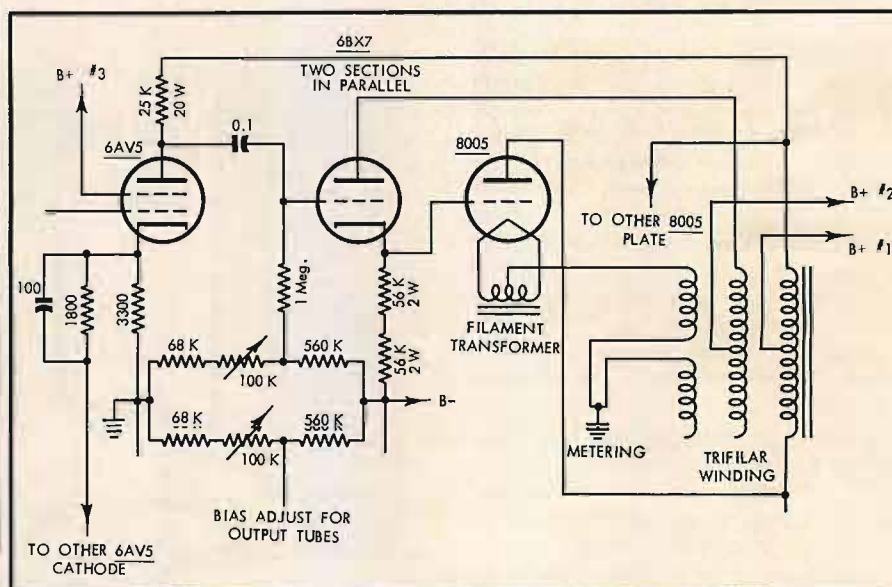 6BX7
TWO SECTIONS
IN PARALLEL
B+ #3
25 K
20 W
0.1
6AV5
8005
TO OTHER 8005
PLATE
B+ #2
B+ #1
100
1800
3300
1 Meg.
56 K
2 W
56 K
2 W
FILAMENT
TRANSFORMER
68 K
100 K
560 K
B-
68 K
100 K
560 K
METERING
TRIFILAR
WINDING
BIAS ADJUST FOR
OUTPUT TUBES
TO OTHER 6AV5
CATHODE